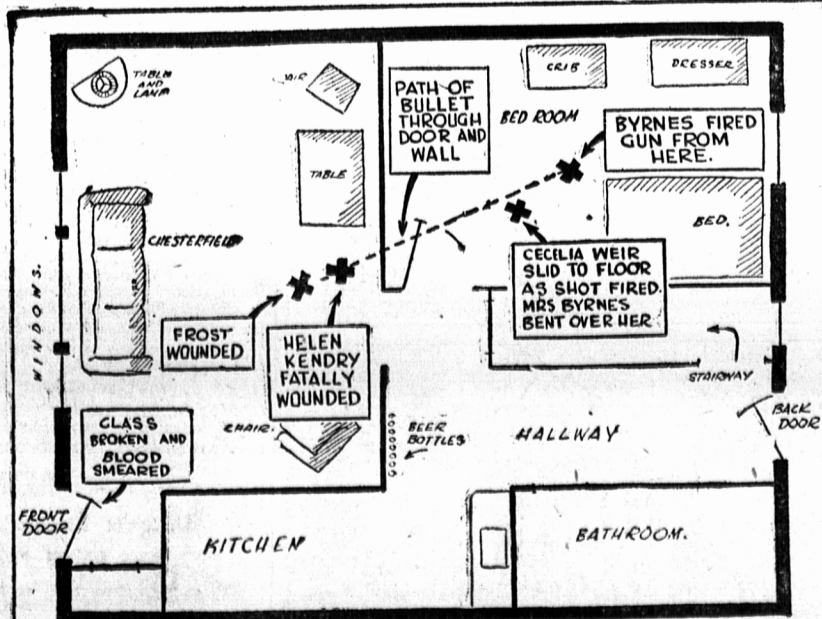 TABLE
AND
LAMP
CRIB
DRESSER
PATH OF
BULLET
THROUGH
DOOR AND
WALL
BED ROOM
BYRNES FIRED
GUN FROM
HERE.
TABLE
BED.
CHESTERFIELD
WINDOWS.
CECILIA WEIR
SLID TO FLOOR
AS SHOT FIRED.
MRS BYRNES
BENT OVER HER
FROST
WOUNDED
HELEN
KENDRY
FATALLY
WOUNDED
STAIRWAY
BACK
DOOR
GLASS
BROKEN AND
BLOOD
SMEARED
CHAIR.
BEER
BOTTLES
HALLWAY
FRONT
DOOR
KITCHEN
BATHROOM.